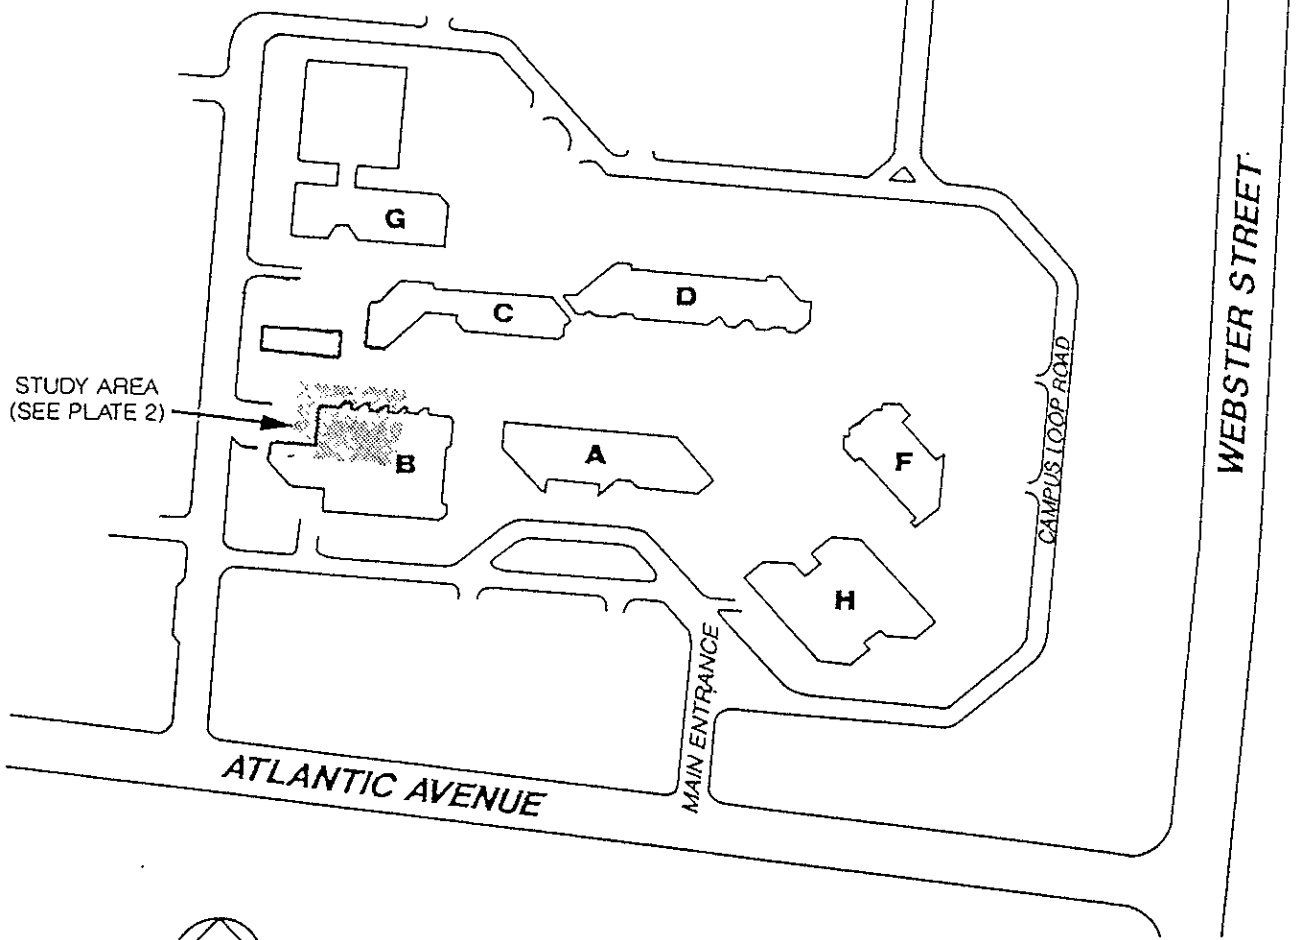 G
D
C
STUDY AREA
(SEE PLATE 2)
A
B
F
H
CAMPUS LOOP ROAD
WEBSTER STREET
MAIN ENTRANCE
ATLANTIC AVENUE